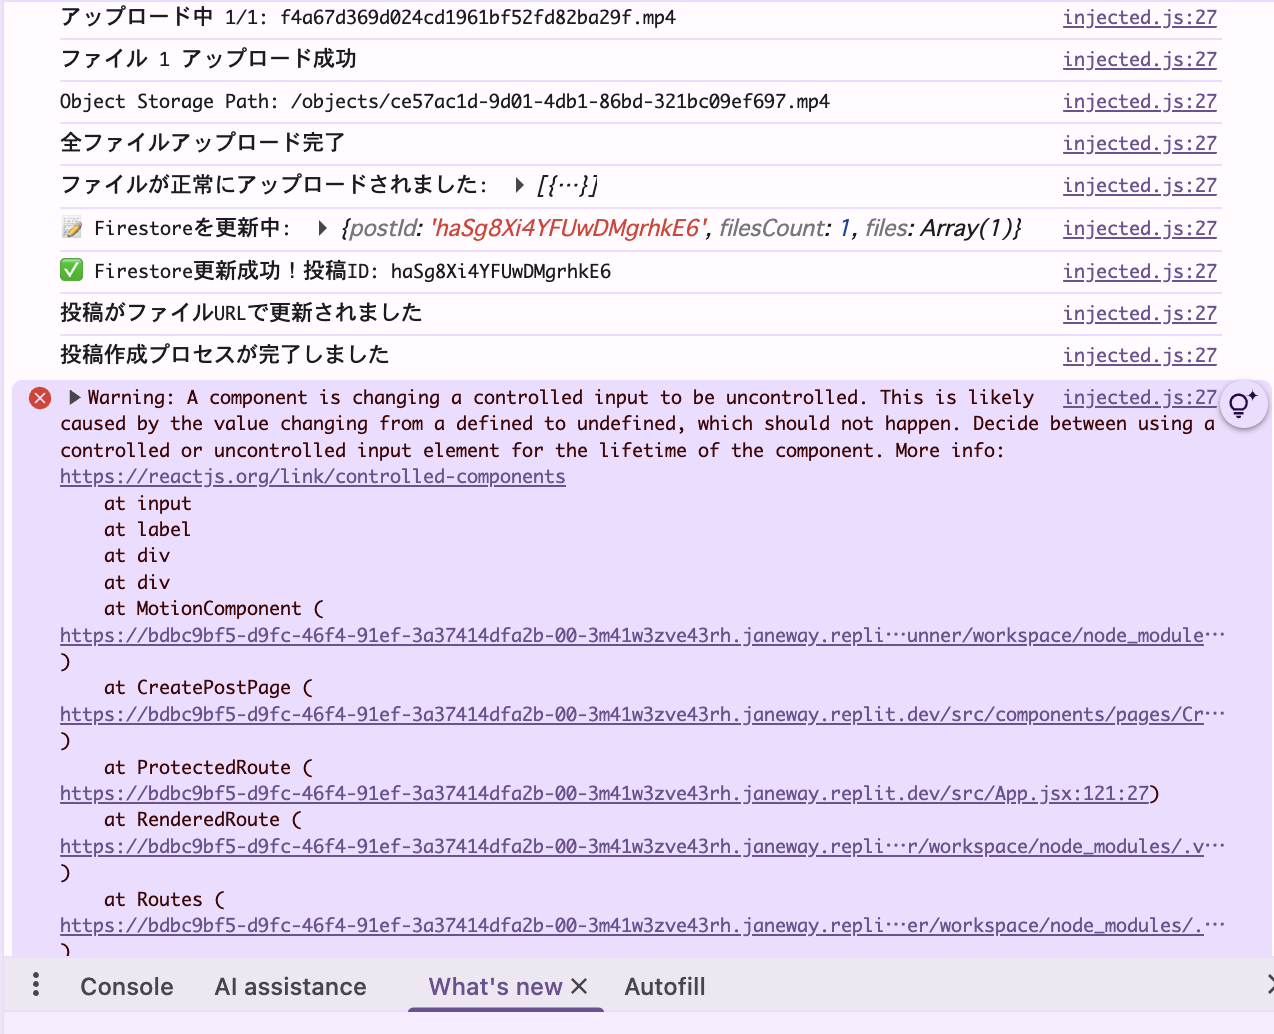 アップロード中 1/1: f4a67d369d024cd1961bf52fd82ba29f.mp4 injected.js:27
ファイル 1 アップロード成功 injected.js:27
Object Storage Path: /objects/ce57ac1d-9d01-4db1-86bd-321bc09ef697.mp4 injected.js:27
全ファイルアップロード完了 injected.js:27
ファイルが正常にアップロードされました: ▶ [{…}] injected.js:27
📝 Firestoreを更新中: ▶ {postId: 'haSg8Xi4YFUwDMgrhkE6', filesCount: 1, files: Array(1)} injected.js:27
✅ Firestore更新成功！投稿ID: haSg8Xi4YFUwDMgrhkE6 injected.js:27
投稿がファイルURLで更新されました injected.js:27
投稿作成プロセスが完了しました injected.js:27
▶Warning: A component is changing a controlled input to be uncontrolled. This is likely injected.js:27
caused by the value changing from a defined to undefined, which should not happen. Decide between using a
controlled or uncontrolled input element for the lifetime of the component. More info:
https://reactjs.org/link/controlled-components
at input
at label
at div
at div
at MotionComponent (
https://bdbc9bf5-d9fc-46f4-91ef-3a37414dfa2b-00-3m41w3zve43rh.janeway.repli…unner/workspace/node_module…
)
at CreatePostPage (
https://bdbc9bf5-d9fc-46f4-91ef-3a37414dfa2b-00-3m41w3zve43rh.janeway.replit.dev/src/components/pages/Cr…
)
at ProtectedRoute (
https://bdbc9bf5-d9fc-46f4-91ef-3a37414dfa2b-00-3m41w3zve43rh.janeway.replit.dev/src/App.jsx:121:27)
at RenderedRoute (
https://bdbc9bf5-d9fc-46f4-91ef-3a37414dfa2b-00-3m41w3zve43rh.janeway.repli…r/workspace/node_modules/.v…
)
at Routes (
https://bdbc9bf5-d9fc-46f4-91ef-3a37414dfa2b-00-3m41w3zve43rh.janeway.repli…er/workspace/node_modules/.…
)
Console AI assistance What's new × Autofill